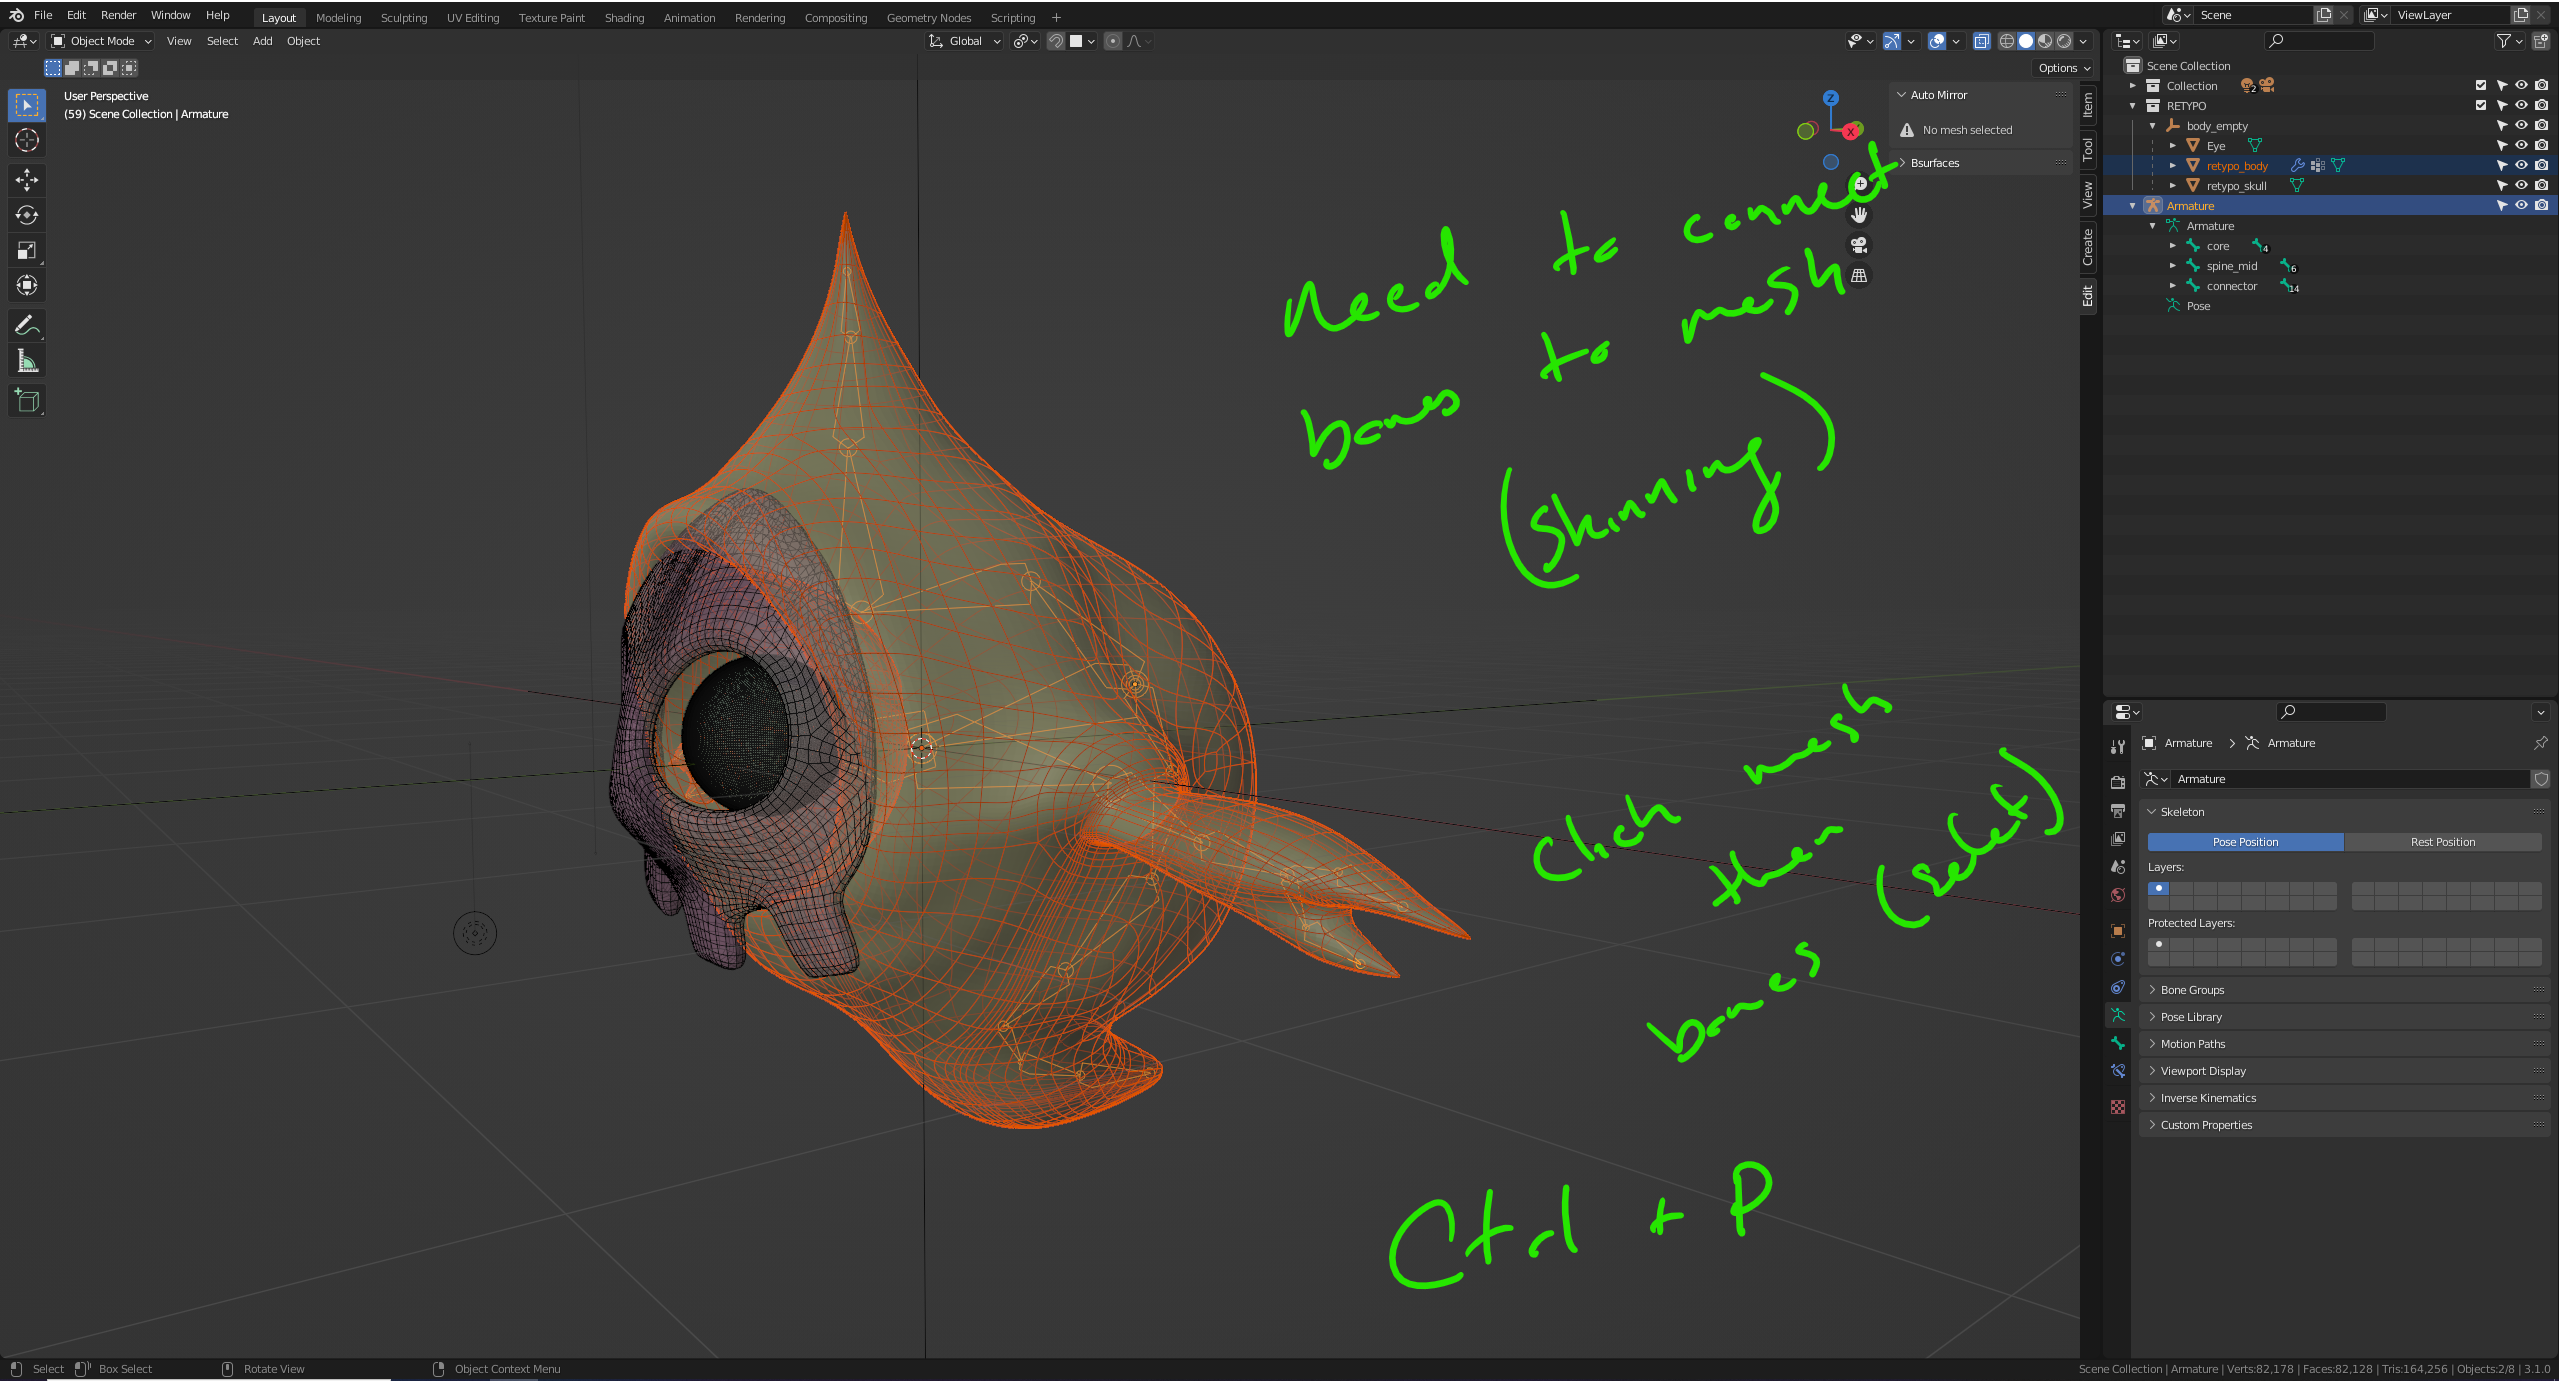 File Edit Render Window Help Layout Modeling Sculpting UV Editing Texture Paint Shading Animation Rendering Compositing Geometry Nodes Scripting + Scene ViewLayer
Object Mode View Select Add Object Global
Options
User Perspective
(59) Scene Collection | Armature
Z
X
Auto Mirror
No mesh selected
Bsurfaces
Item
Tool
View
Create
Edit
Need to connect
bones to mesh
(skinning)
Click mesh
then
bones (select)
Ctrl + P
Scene Collection
Collection 2
RETYPO
body_empty
Eye
retypo_body
retypo_skull
Armature
Armature
core 4
spine_mid 6
connector 14
Pose
Armature > Armature
Armature
Skeleton
Pose Position Rest Position
Layers:
Protected Layers:
Bone Groups
Pose Library
Motion Paths
Viewport Display
Inverse Kinematics
Custom Properties
Select Box Select Rotate View Object Context Menu
Scene Collection | Armature | Verts:82,178 | Faces:82,128 | Tris:164,256 | Objects:2/8 | 3.1.0